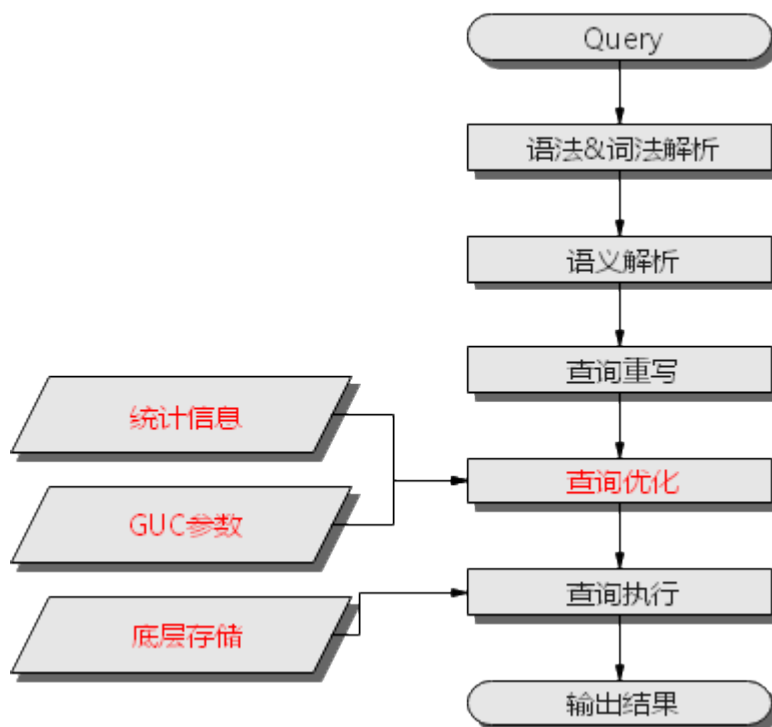 Query
语法&词法解析
语义解析
查询重写
统计信息
查询优化
GUC参数
查询执行
底层存储
输出结果